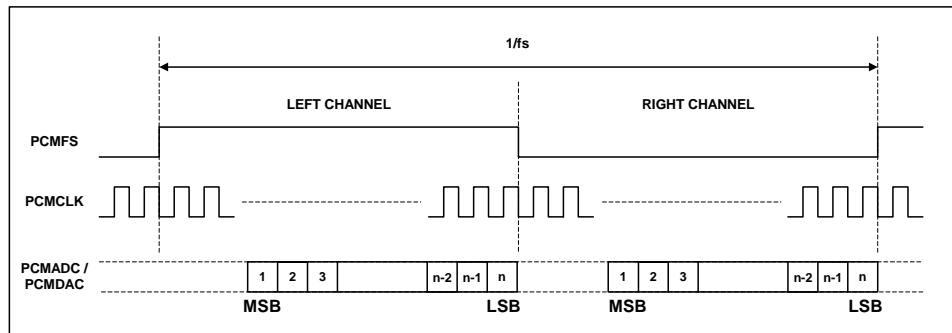 1/fs
LEFT CHANNEL RIGHT CHANNEL
PCMFS
PCMCLK
PCMADC /
PCMDAC
1 2 3 n-2 n-1 n 1 2 3 n-2 n-1 n
MSB LSB MSB LSB